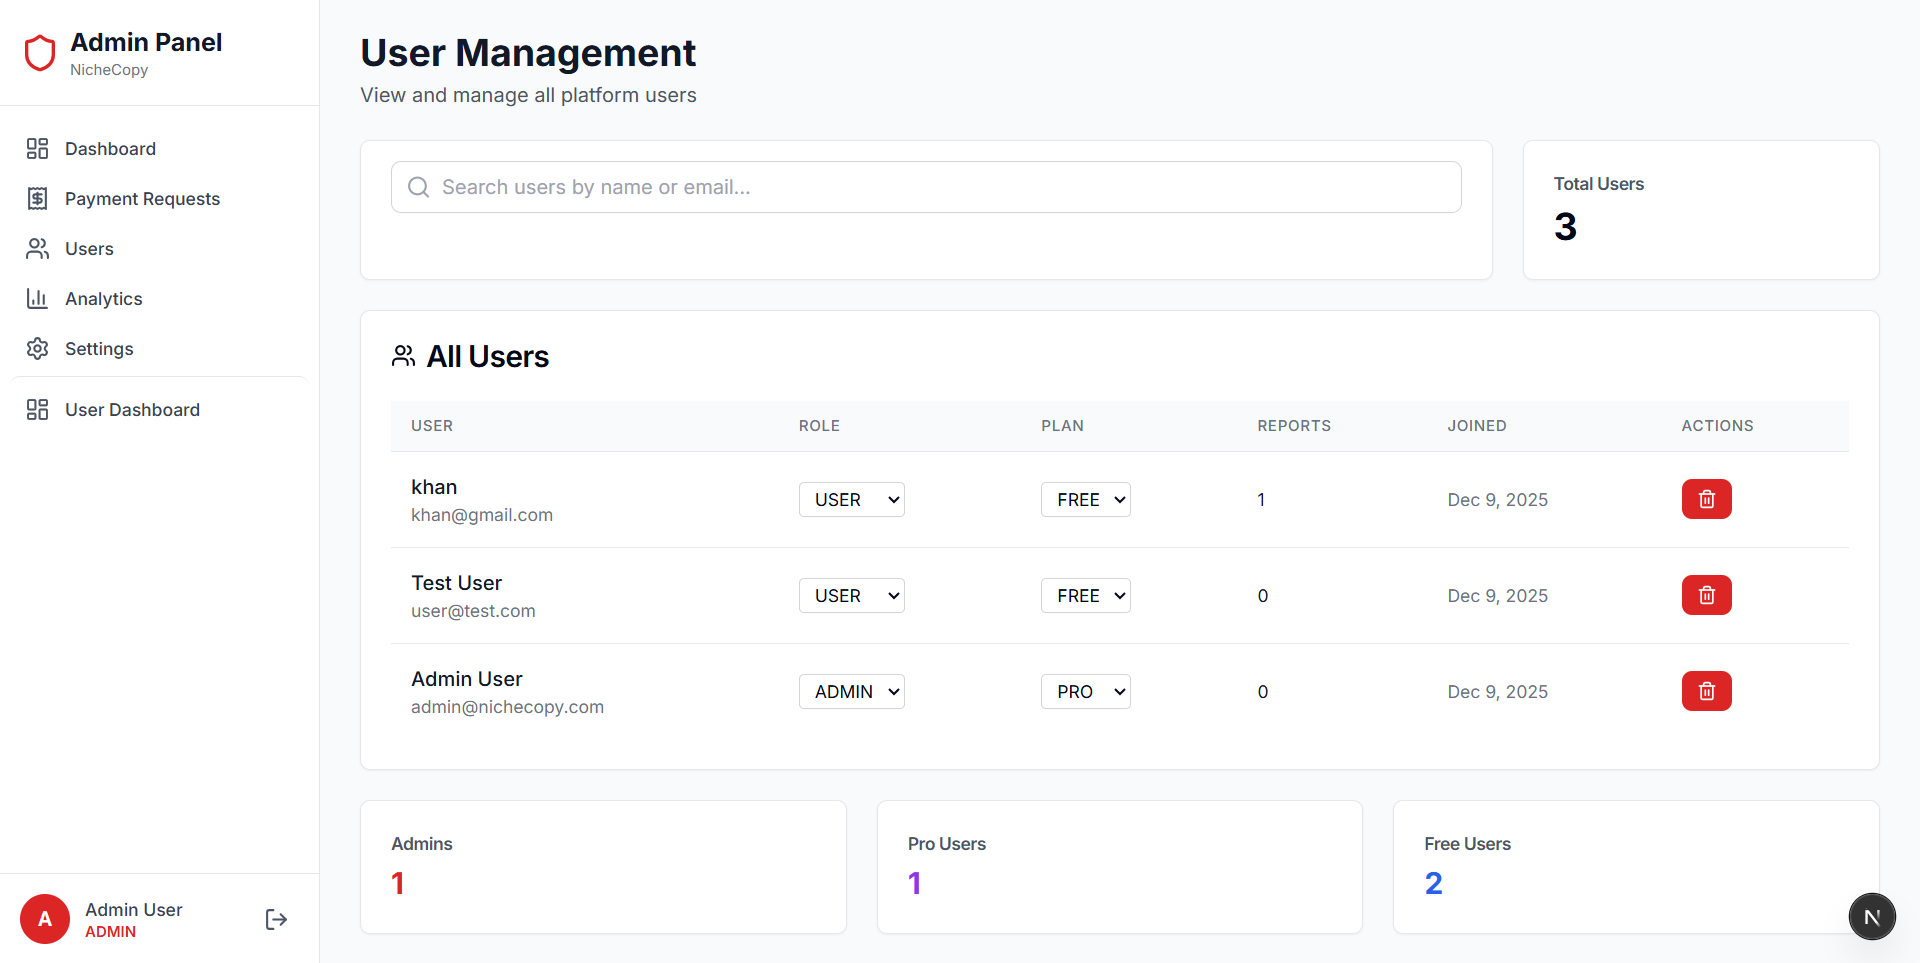 Admin Panel
NicheCopy
Dashboard
Payment Requests
Users
Analytics
Settings
User Dashboard
Admin User
ADMIN
A
User Management
View and manage all platform users
Search users by name or email...
Total Users
3
All Users
USER ROLE PLAN REPORTS JOINED ACTIONS
khan
khan@gmail.com
USER FREE 1 Dec 9, 2025
Test User
user@test.com
USER FREE 0 Dec 9, 2025
Admin User
admin@nichecopy.com
ADMIN PRO 0 Dec 9, 2025
Admins
1
Pro Users
1
Free Users
2
N